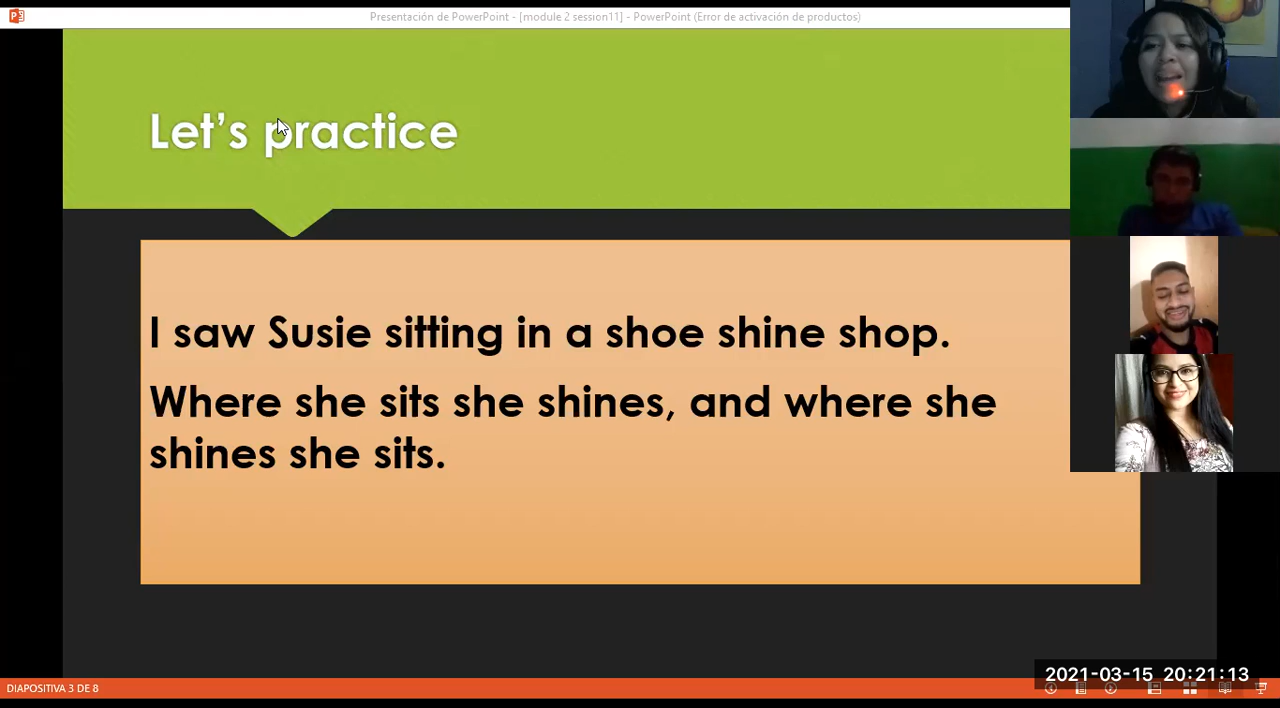 Presentación de PowerPoint - [module 2 session11] - PowerPoint (Error de activación de productos)
Let's practice
I saw Susie sitting in a shoe shine shop.
Where she sits she shines, and where she
shines she sits.
2021-03-15 20:21:13
DIAPOSITIVA 3 DE 8